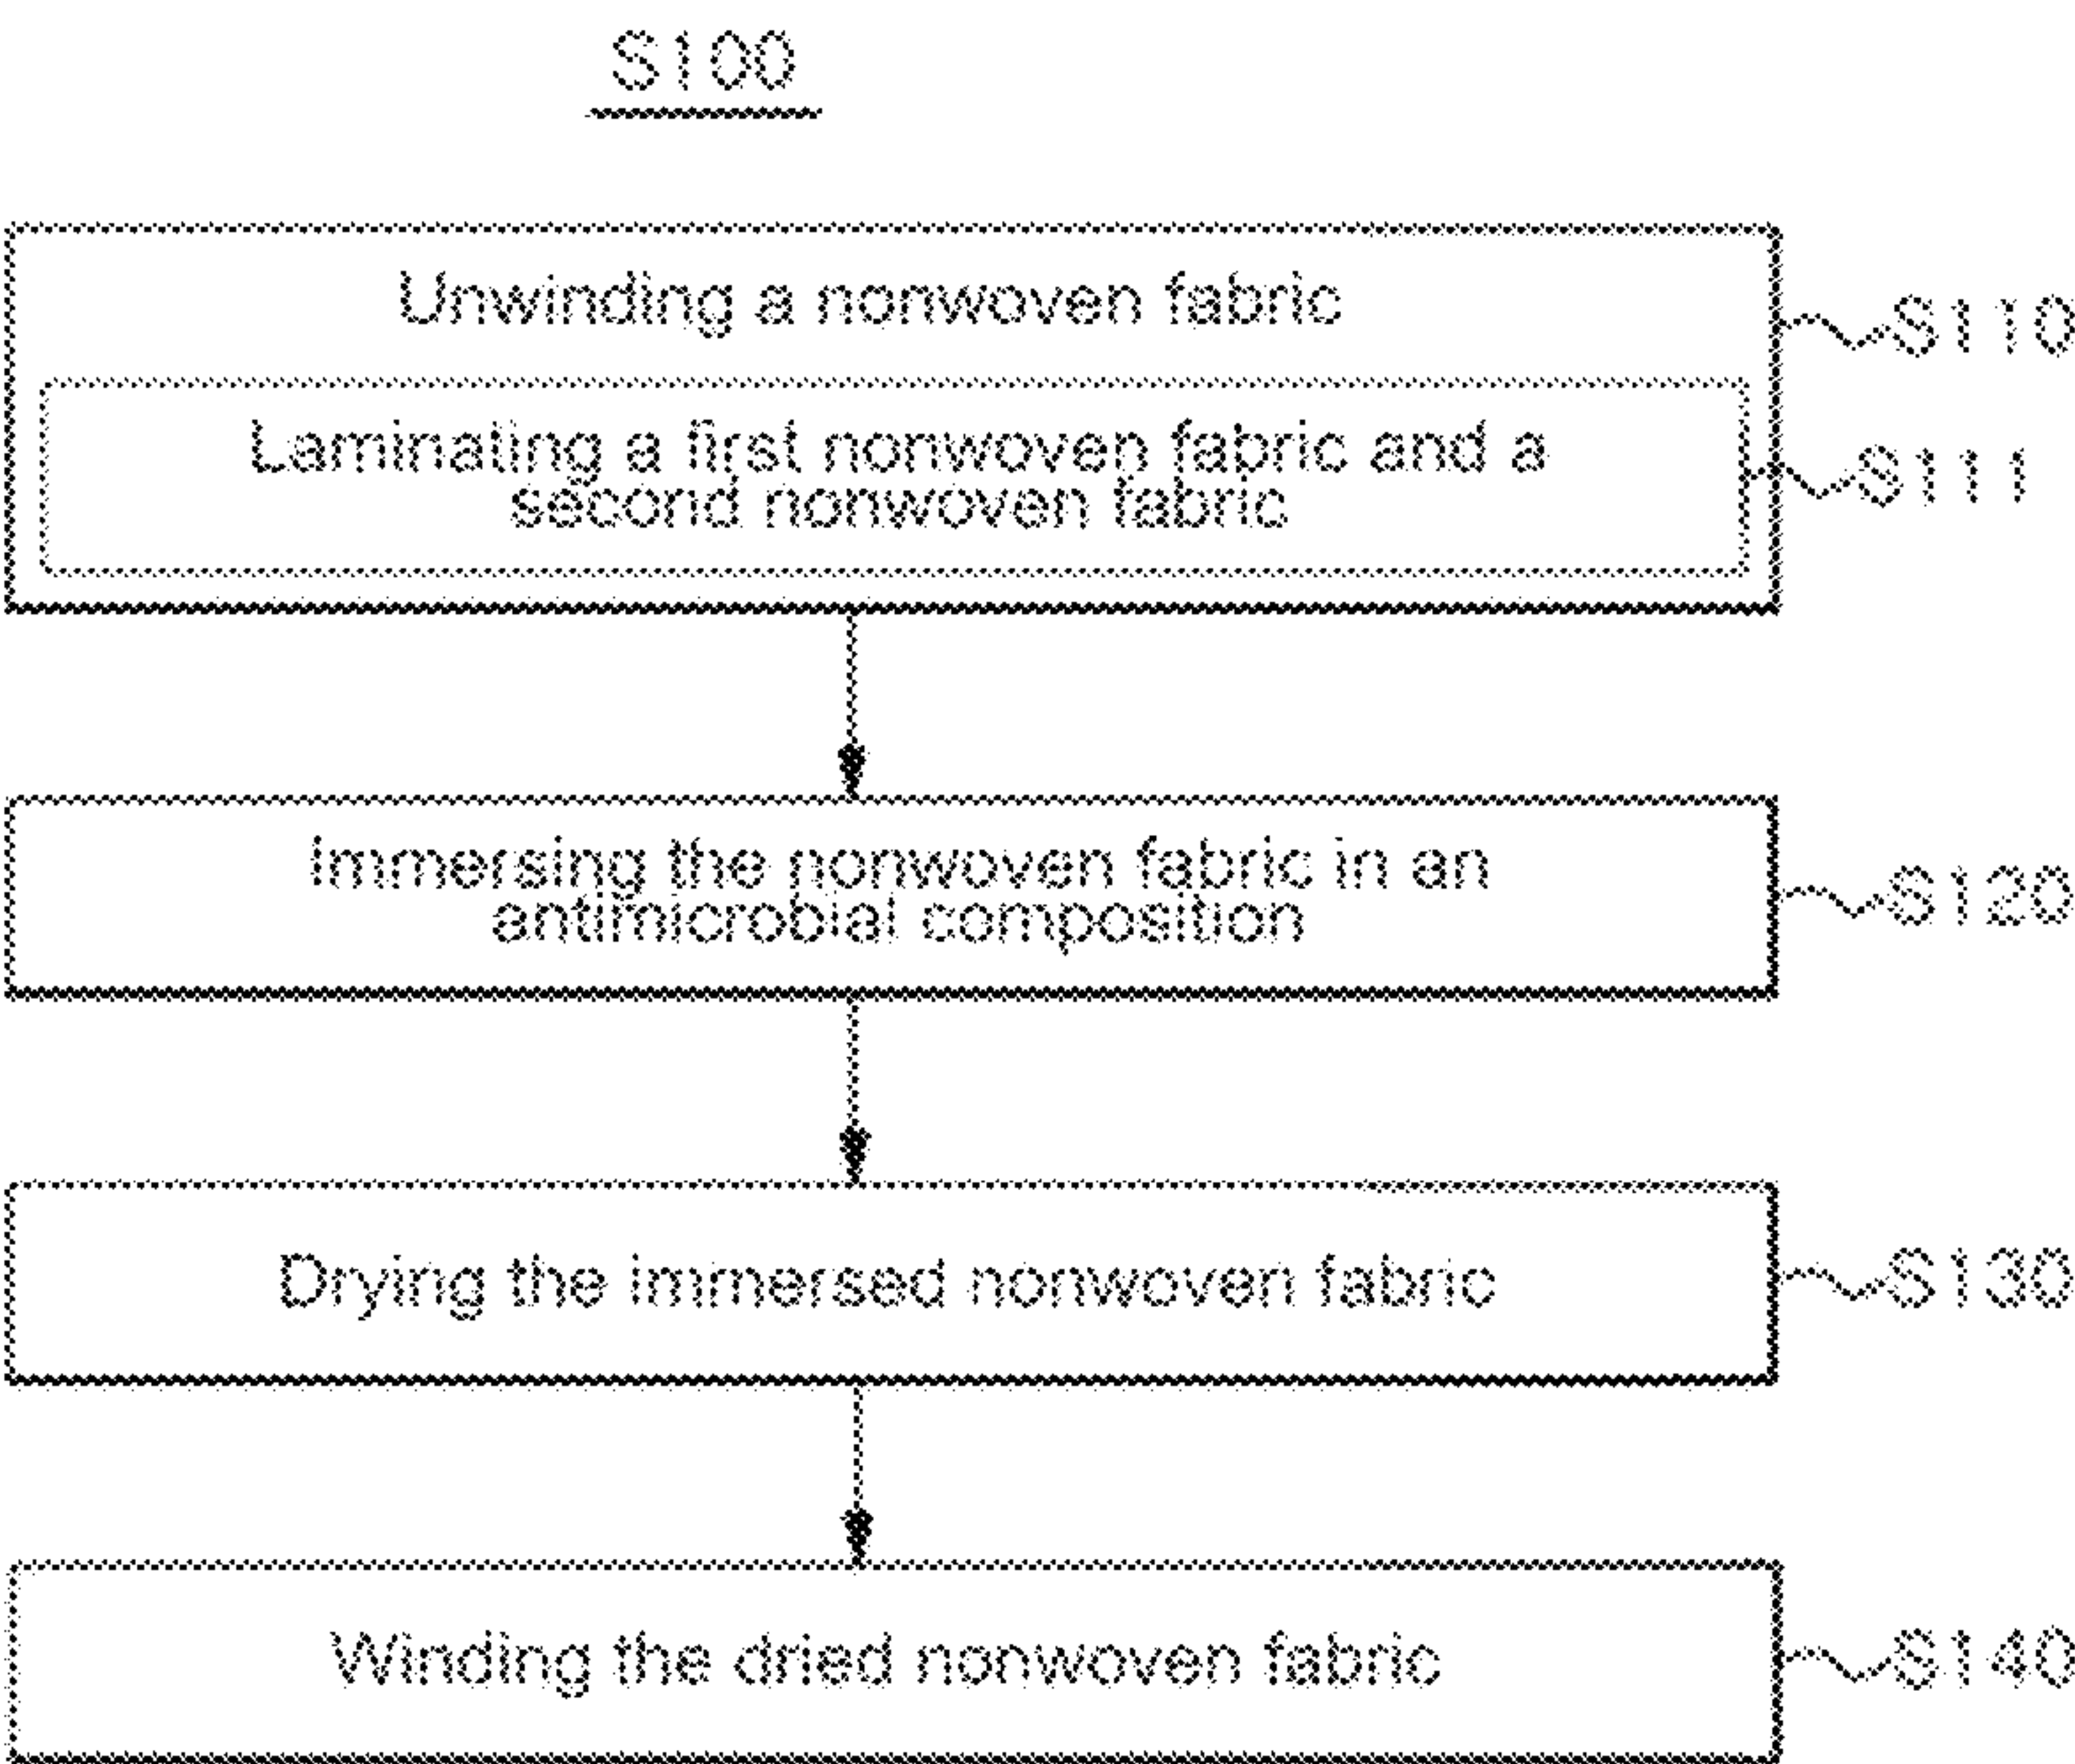 S100
Unwinding a nonwoven fabric
S110
Laminating a first nonwoven fabric and a
second nonwoven fabric
S111
Immersing the nonwoven fabric in an
antimicrobial composition
S120
Drying the immersed nonwoven fabric
S130
Winding the dried nonwoven fabric
S140